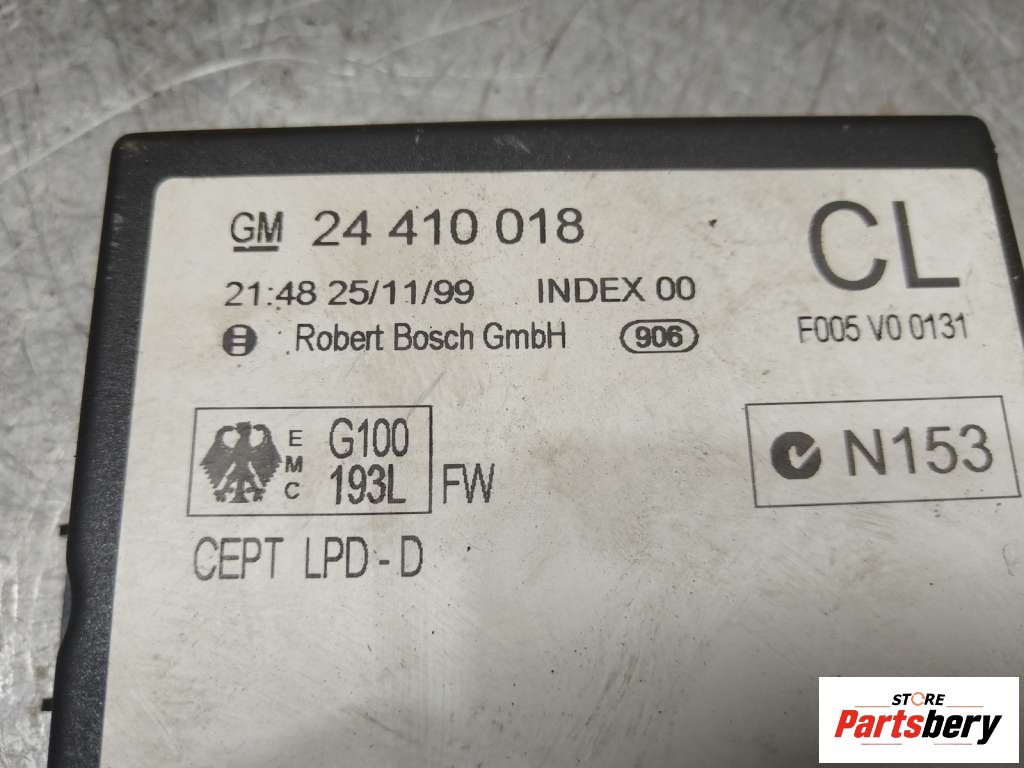 GM 24 410 018
CL
21:48 25/11/99 INDEX 00
Robert Bosch GmbH 906
F005 V0 0131
EMC
G100
193L
FW
N153
CEPT LPD - D
STORE
Partsbery